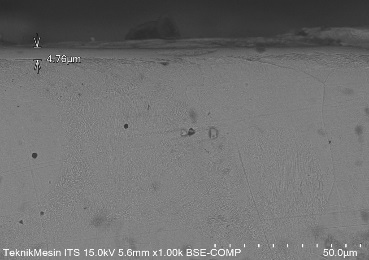 4.76µm
TeknikMesin ITS 15.0kV 5.6mm x1.00k BSE-COMP
50.0µm